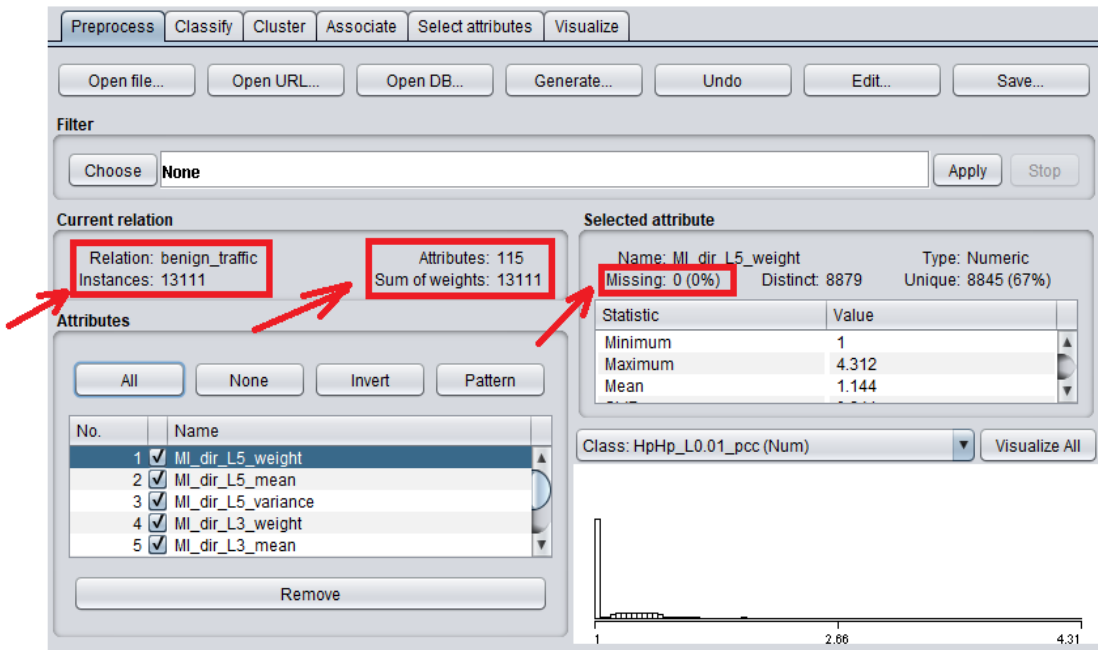 Preprocess Classify Cluster Associate Select attributes Visualize
Open file... Open URL... Open DB... Generate... Undo Edit... Save...
Filter
Choose None Apply Stop
Current relation
Relation: benign_traffic Attributes: 115
Instances: 13111 Sum of weights: 13111
Attributes
All None Invert Pattern
No. Name
1 MI_dir_L5_weight
2 MI_dir_L5_mean
3 MI_dir_L5_variance
4 MI_dir_L3_weight
5 MI_dir_L3_mean
Remove
Selected attribute
Name: MI_dir_L5_weight Type: Numeric
Missing: 0 (0%) Distinct: 8879 Unique: 8845 (67%)
Statistic Value
Minimum 1
Maximum 4.312
Mean 1.144
Class: HpHp_L0.01_pcc (Num) Visualize All
1 2.66 4.31